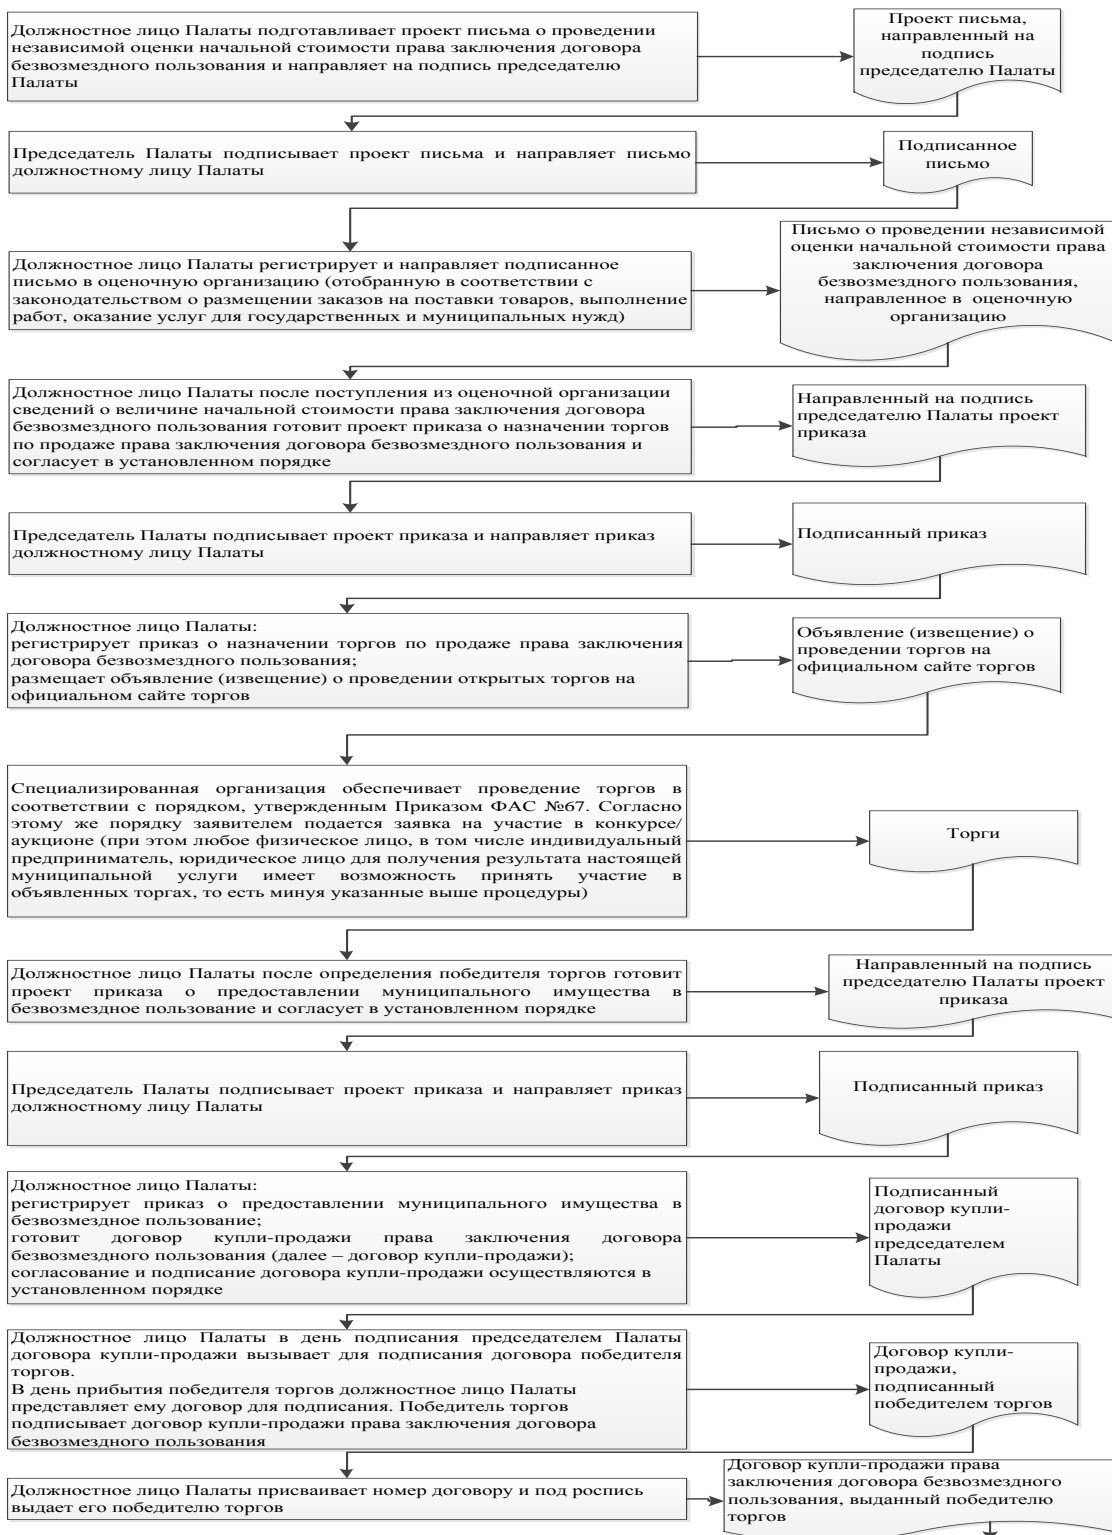 Должностное лицо Палаты подготавливает проект письма о проведении
независимой оценки начальной стоимости права заключения договора
безвозмездного пользования и направляет на подпись председателю
Палаты
Проект письма,
направленный на
подпись
председателю Палаты
Председатель Палаты подписывает проект письма и направляет письмо
должностному лицу Палаты
Подписанное
письмо
Должностное лицо Палаты регистрирует и направляет подписанное
письмо в оценочную организацию (отобранную в соответствии с
законодательством о размещении заказов на поставки товаров, выполнение
работ, оказание услуг для государственных и муниципальных нужд)
Письмо о проведении независимой
оценки начальной стоимости права
заключения договора
безвозмездного пользования,
направленное в оценочную
организацию
Должностное лицо Палаты после поступления из оценочной организации
сведений о величине начальной стоимости права заключения договора
безвозмездного пользования готовит проект приказа о назначении торгов
по продаже права заключения договора безвозмездного пользования и
согласует в установленном порядке
Направленный на подпись
председателю Палаты проект
приказа
Председатель Палаты подписывает проект приказа и направляет приказ
должностному лицу Палаты
Подписанный приказ
Должностное лицо Палаты:
регистрирует приказ о назначении торгов по продаже права заключения
договора безвозмездного пользования;
размещает объявление (извещение) о проведении открытых торгов на
официальном сайте торгов
Объявление (извещение) о
проведении торгов на
официальном сайте торгов
Специализированная организация обеспечивает проведение торгов в
соответствии с порядком, утвержденным Приказом ФАС №67. Согласно
этому же порядку заявителем подается заявка на участие в конкурсе/
аукционе (при этом любое физическое лицо, в том числе индивидуальный
предприниматель, юридическое лицо для получения результата настоящей
муниципальной услуги имеет возможность принять участие в
объявленных торгах, то есть минуя указанные выше процедуры)
Торги
Должностное лицо Палаты после определения победителя торгов готовит
проект приказа о предоставлении муниципального имущества в
безвозмездное пользование и согласует в установленном порядке
Направленный на подпись
председателю Палаты проект
приказа
Председатель Палаты подписывает проект приказа и направляет приказ
должностному лицу Палаты
Подписанный приказ
Должностное лицо Палаты:
регистрирует приказ о предоставлении муниципального имущества в
безвозмездное пользование;
готовит договор купли-продажи права заключения договора
безвозмездного пользования (далее – договор купли-продажи);
согласование и подписание договора купли-продажи осуществляются в
установленном порядке
Подписанный
договор купли-
продажи
председателем
Палаты
Должностное лицо Палаты в день подписания председателем Палаты
договора купли-продажи вызывает для подписания договора победителя
торгов.
В день прибытия победителя торгов должностное лицо Палаты
представляет ему договор для подписания. Победитель торгов
подписывает договор купли-продажи права заключения договора
безвозмездного пользования
Договор купли-
продажи,
подписанный
победителем торгов
Должностное лицо Палаты присваивает номер договору и под роспись
выдает его победителю торгов
Договор купли-продажи права
заключения договора безвозмездного
пользования, выданный победителю
торгов